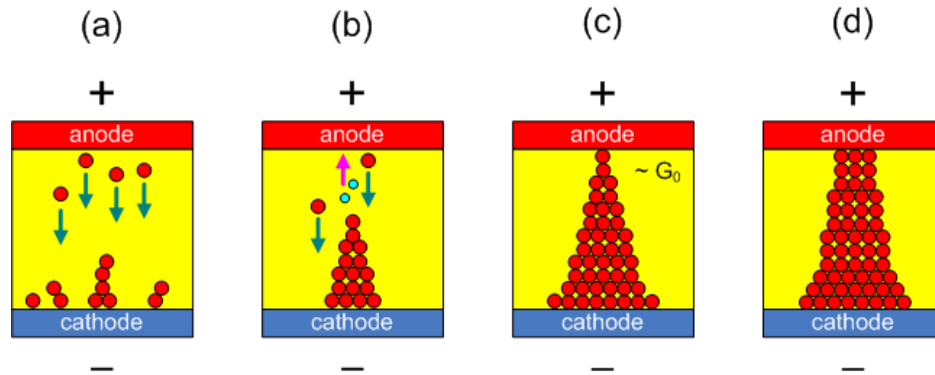 (a) (b) (c) (d)
+ + + +
anode anode anode anode
~ G₀
cathode cathode cathode cathode
− − − −